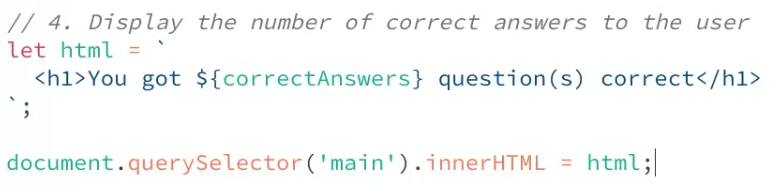 // 4. Display the number of correct answers to the user
let html = `
<h1>You got ${correctAnswers} question(s) correct</h1>
`;
document.querySelector('main').innerHTML = html;